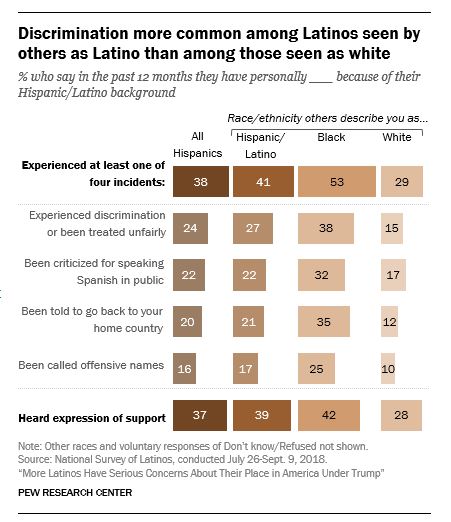 Discrimination more common among Latinos seen by
others as Latino than among those seen as white
% who say in the past 12 months they have personally ___ because of their
Hispanic/Latino background
Race/ethnicity others describe you as...
All
Hispanics
Hispanic/
Latino
Black
White
Experienced at least one of
four incidents:
38 41 53 29
Experienced discrimination
or been treated unfairly
24 27 38 15
Been criticized for speaking
Spanish in public
22 22 32 17
Been told to go back to your
home country
20 21 35 12
Been called offensive names
16 17 25 10
Heard expression of support
37 39 42 28
Note: Other races and voluntary responses of Don't know/Refused not shown.
Source: National Survey of Latinos, conducted July 26-Sept. 9, 2018.
“More Latinos Have Serious Concerns About Their Place in America Under Trump”
PEW RESEARCH CENTER